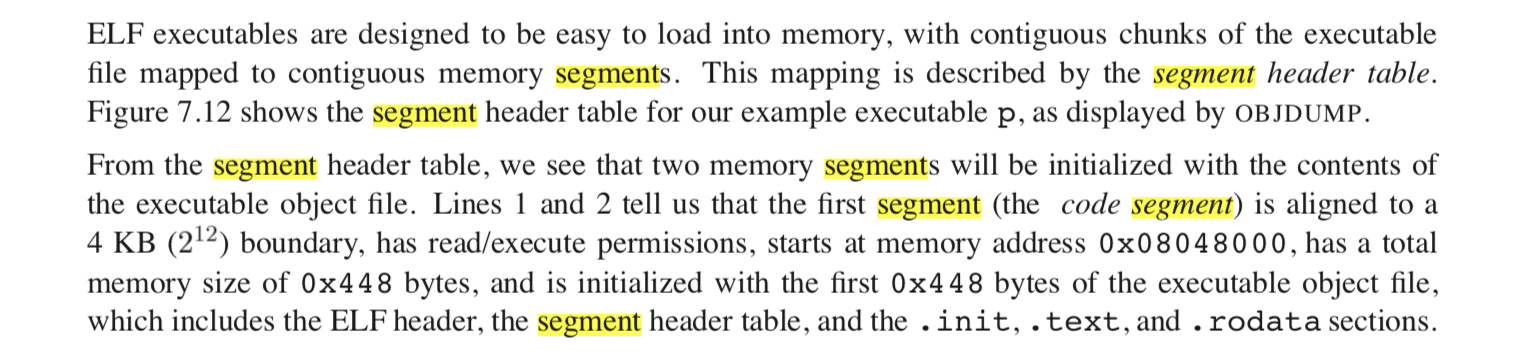 ELF executables are designed to be easy to load into memory, with contiguous chunks of the executable
file mapped to contiguous memory segments. This mapping is described by the segment header table.
Figure 7.12 shows the segment header table for our example executable p, as displayed by OBJDUMP.
From the segment header table, we see that two memory segments will be initialized with the contents of
the executable object file. Lines 1 and 2 tell us that the first segment (the code segment) is aligned to a
4 KB (2¹²) boundary, has read/execute permissions, starts at memory address 0x08048000, has a total
memory size of 0x448 bytes, and is initialized with the first 0x448 bytes of the executable object file,
which includes the ELF header, the segment header table, and the .init, .text, and .rodata sections.